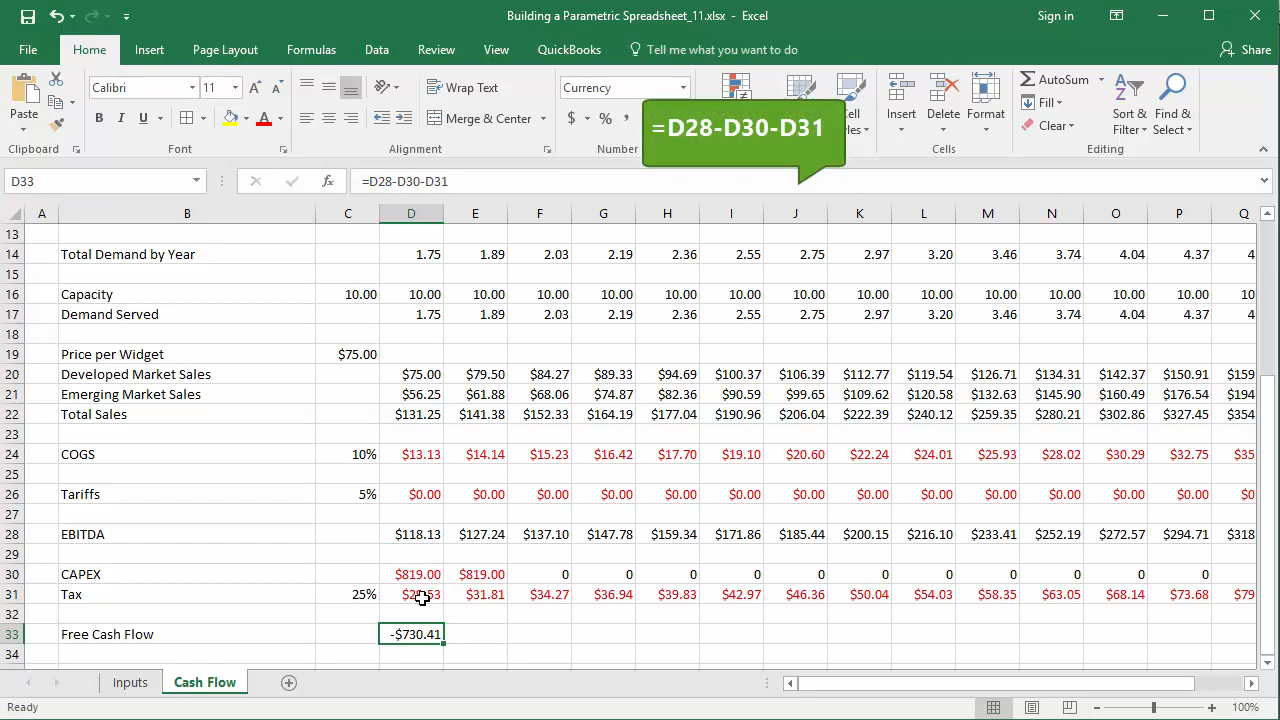 Building a Parametric Spreadsheet_11.xlsx - Excel
Sign in
File Home Insert Page Layout Formulas Data Review View QuickBooks Tell me what you want to do Share
Calibri 11 Wrap Text Currency AutoSum
Paste B I U Merge & Center $ % , Cell Insert Delete Format Fill Sort & Find &
Clear Filter Select
Clipboard Font Alignment Number Cells Editing
=D28-D30-D31
D33 fx =D28-D30-D31
A B C D E F G H I J K L M N O P Q
13
14 Total Demand by Year 1.75 1.89 2.03 2.19 2.36 2.55 2.75 2.97 3.20 3.46 3.74 4.04 4.37 4
15
16 Capacity 10.00 10.00 10.00 10.00 10.00 10.00 10.00 10.00 10.00 10.00 10.00 10.00 10.00 10.00 10
17 Demand Served 1.75 1.89 2.03 2.19 2.36 2.55 2.75 2.97 3.20 3.46 3.74 4.04 4.37 4
18
19 Price per Widget $75.00
20 Developed Market Sales $75.00 $79.50 $84.27 $89.33 $94.69 $100.37 $106.39 $112.77 $119.54 $126.71 $134.31 $142.37 $150.91 $159
21 Emerging Market Sales $56.25 $61.88 $68.06 $74.87 $82.36 $90.59 $99.65 $109.62 $120.58 $132.63 $145.90 $160.49 $176.54 $194
22 Total Sales $131.25 $141.38 $152.33 $164.19 $177.04 $190.96 $206.04 $222.39 $240.12 $259.35 $280.21 $302.86 $327.45 $354
23
24 COGS 10% $13.13 $14.14 $15.23 $16.42 $17.70 $19.10 $20.60 $22.24 $24.01 $25.93 $28.02 $30.29 $32.75 $35
25
26 Tariffs 5% $0.00 $0.00 $0.00 $0.00 $0.00 $0.00 $0.00 $0.00 $0.00 $0.00 $0.00 $0.00 $0.00 $0
27
28 EBITDA $118.13 $127.24 $137.10 $147.78 $159.34 $171.86 $185.44 $200.15 $216.10 $233.41 $252.19 $272.57 $294.71 $318
29
30 CAPEX $819.00 $819.00 0 0 0 0 0 0 0 0 0 0 0
31 Tax 25% $31.81 $34.27 $36.94 $39.83 $42.97 $46.36 $50.04 $54.03 $58.35 $63.05 $68.14 $73.68 $79
32
33 Free Cash Flow -$730.41
34
Inputs Cash Flow
Ready 100%